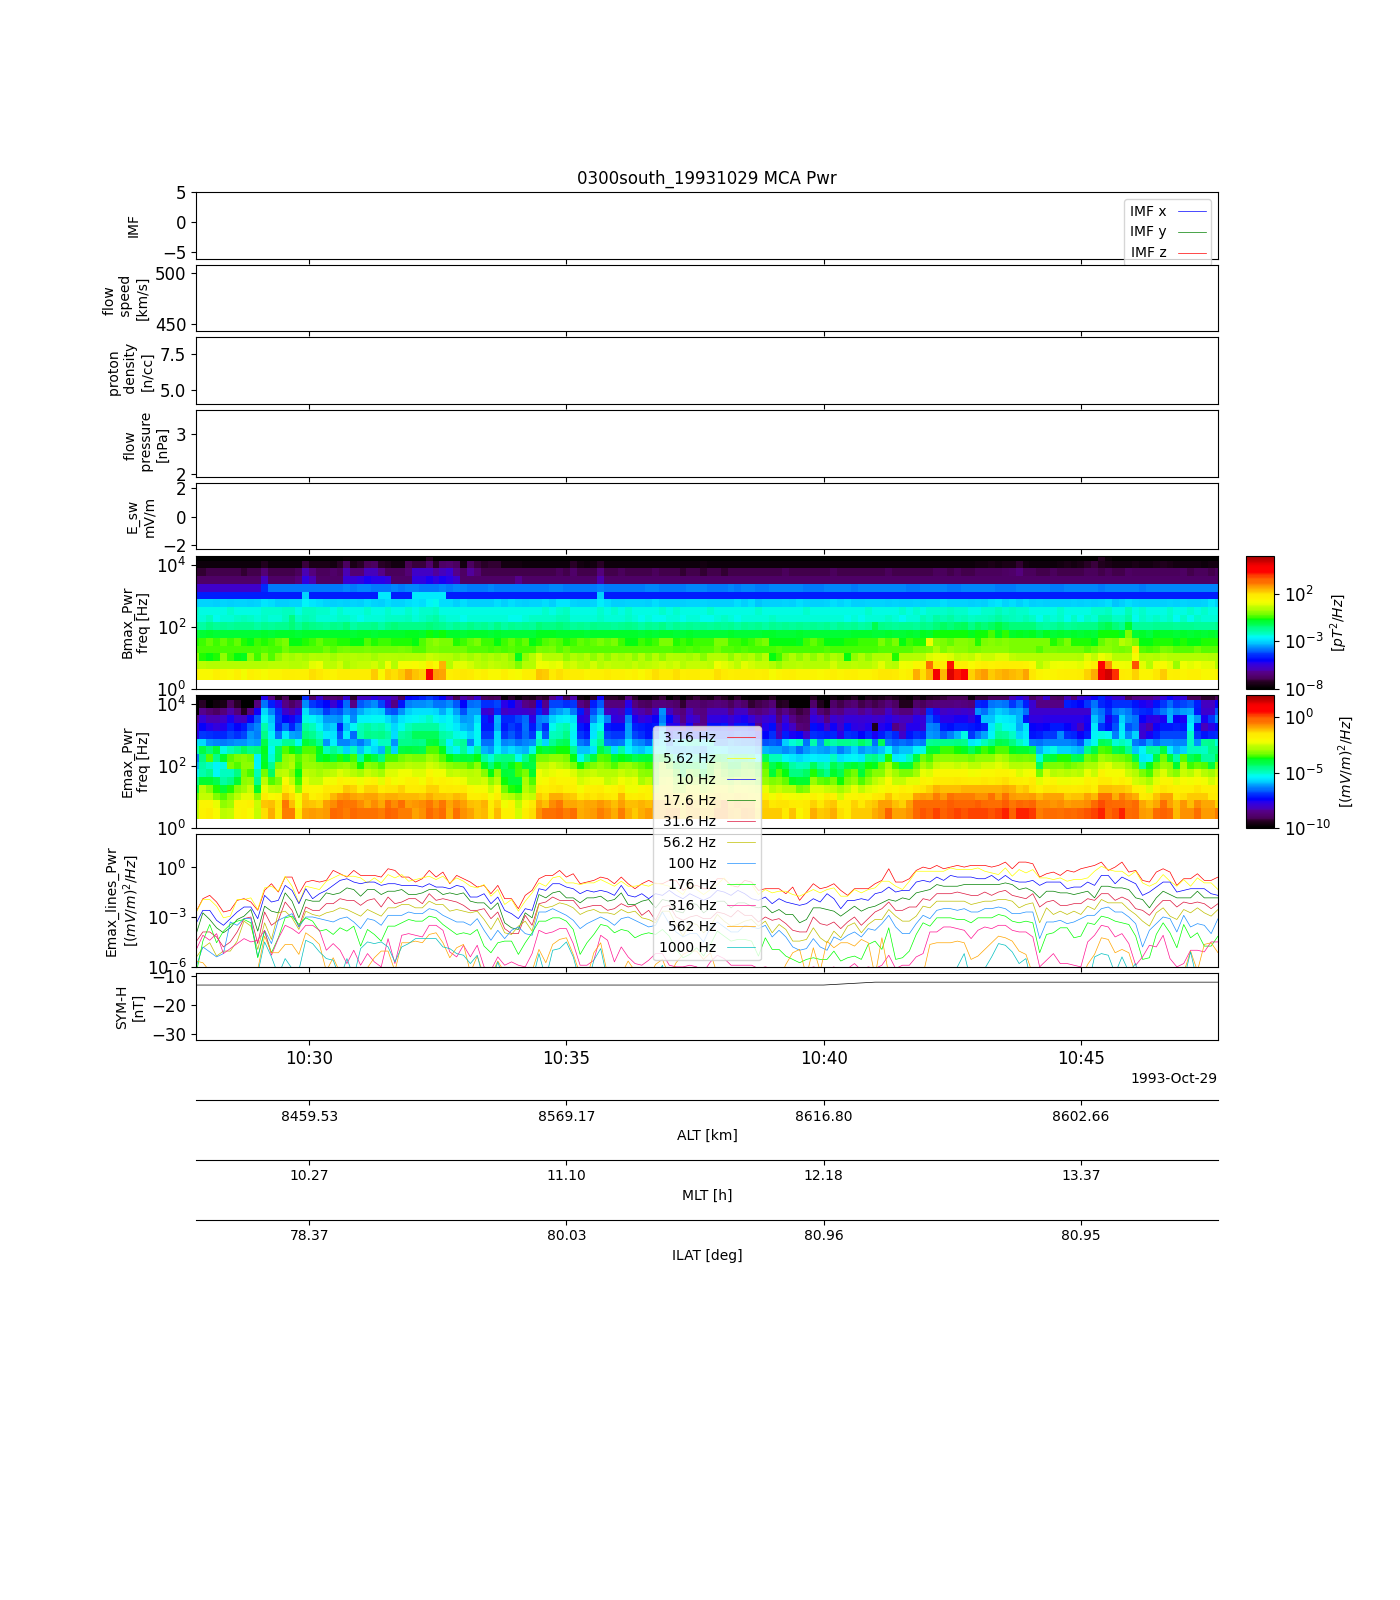 0300south_19931029 MCA Pwr
5
0
−5
IMF
IMF x
IMF y
IMF z
500
450
flow
speed
[km/s]
7.5
5.0
proton
density
[n/cc]
3
2
flow
pressure
[nPa]
2
0
−2
E_sw
mV/m
10^4
10^2
10^0
Bmax_Pwr
freq [Hz]
10^2
10^−3
10^−8
[pT^2/Hz]
10^4
10^2
10^0
Emax_Pwr
freq [Hz]
10^0
10^−5
10^−10
[(mV/m)^2/Hz]
3.16 Hz
5.62 Hz
10 Hz
17.6 Hz
31.6 Hz
56.2 Hz
100 Hz
176 Hz
316 Hz
562 Hz
1000 Hz
10^0
10^−3
10^−6
Emax_lines_Pwr
[(mV/m)^2/Hz]
−10
−20
−30
SYM-H
[nT]
10:30 10:35 10:40 10:45
1993-Oct-29
8459.53 8569.17 8616.80 8602.66
ALT [km]
10.27 11.10 12.18 13.37
MLT [h]
78.37 80.03 80.96 80.95
ILAT [deg]